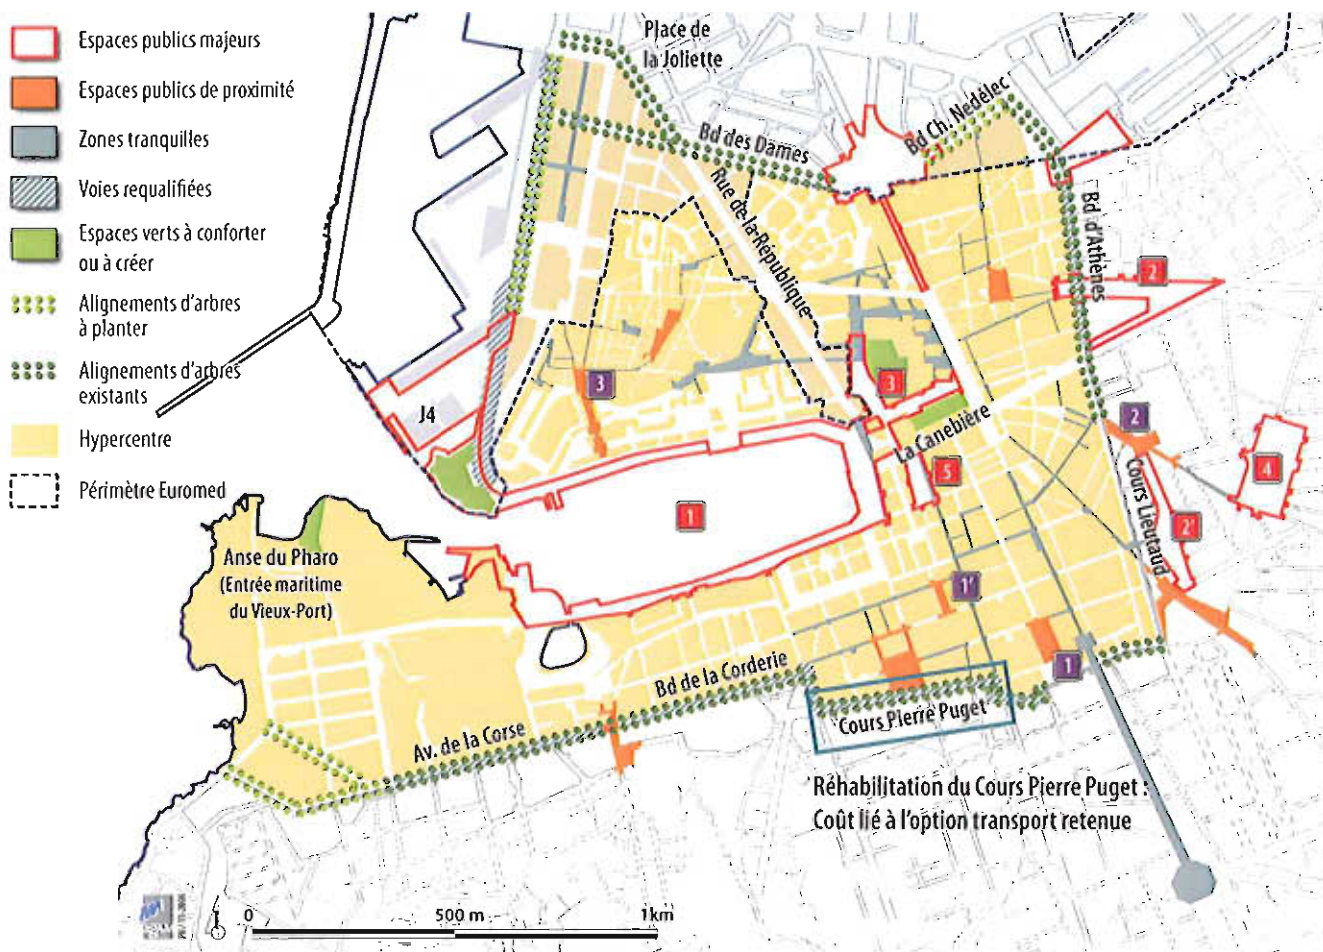 Espaces publics majeurs
Espaces publics de proximité
Zones tranquilles
Voies requalifiées
Espaces verts à conforter
ou à créer
Alignements d'arbres
à planter
Alignements d'arbres
existants
Hypercentre
Périmètre Euromed
Place de
la Joliette
Bd des Dames
Bd Ch. Nedélec
Rue de la République
Bd d'Athènes
2
3
3
J4
La Canebière
2
Cours Lieutaud
4
5
1
2'
Anse du Pharo
(Entrée maritime
du Vieux-Port)
1'
1
Bd de la Corderie
Cours Pierre Puget
Av. de la Corse
Réhabilitation du Cours Pierre Puget :
Coût lié à l'option transport retenue
0
500 m
1km